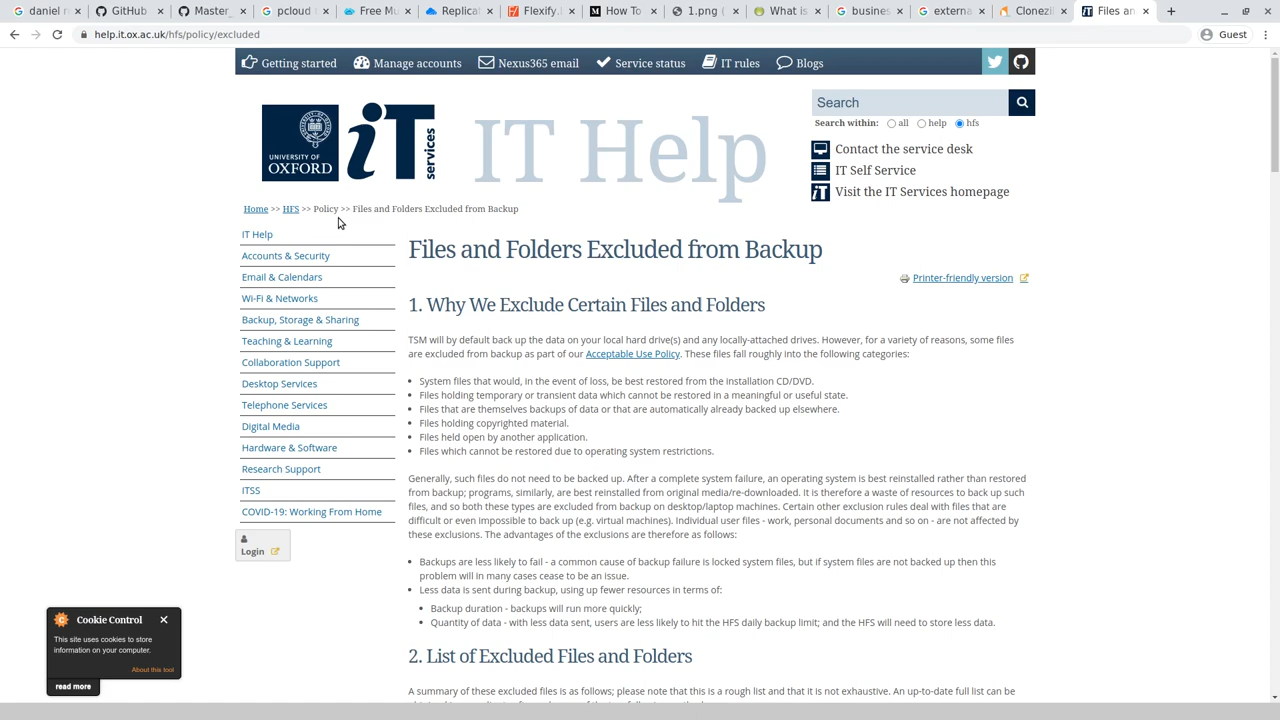 daniel m
GitHub
Master_
pcloud
Free Mu
Replicat
Flexify.
How To
1.png (
What is
busines
externa
Clonezi
Files an
help.it.ox.ac.uk/hfs/policy/excluded
Guest
Getting started
Manage accounts
Nexus365 email
Service status
IT rules
Blogs
UNIVERSITY OF
OXFORD
iT services
IT Help
Search
Search within: all help hfs
Contact the service desk
IT Self Service
iT Visit the IT Services homepage
Home >> HFS >> Policy >> Files and Folders Excluded from Backup
IT Help
Accounts & Security
Email & Calendars
Wi-Fi & Networks
Backup, Storage & Sharing
Teaching & Learning
Collaboration Support
Desktop Services
Telephone Services
Digital Media
Hardware & Software
Research Support
ITSS
COVID-19: Working From Home
Login
Files and Folders Excluded from Backup
Printer-friendly version
1. Why We Exclude Certain Files and Folders
TSM will by default back up the data on your local hard drive(s) and any locally-attached drives. However, for a variety of reasons, some files
are excluded from backup as part of our Acceptable Use Policy. These files fall roughly into the following categories:
System files that would, in the event of loss, be best restored from the installation CD/DVD.
Files holding temporary or transient data which cannot be restored in a meaningful or useful state.
Files that are themselves backups of data or that are automatically already backed up elsewhere.
Files holding copyrighted material.
Files held open by another application.
Files which cannot be restored due to operating system restrictions.
Generally, such files do not need to be backed up. After a complete system failure, an operating system is best reinstalled rather than restored
from backup; programs, similarly, are best reinstalled from original media/re-downloaded. It is therefore a waste of resources to back up such
files, and so both these types are excluded from backup on desktop/laptop machines. Certain other exclusion rules deal with files that are
difficult or even impossible to back up (e.g. virtual machines). Individual user files - work, personal documents and so on - are not affected by
these exclusions. The advantages of the exclusions are therefore as follows:
Backups are less likely to fail - a common cause of backup failure is locked system files, but if system files are not backed up then this
problem will in many cases cease to be an issue.
Less data is sent during backup, using up fewer resources in terms of:
Backup duration - backups will run more quickly;
Quantity of data - with less data sent, users are less likely to hit the HFS daily backup limit; and the HFS will need to store less data.
2. List of Excluded Files and Folders
A summary of these excluded files is as follows; please note that this is a rough list and that it is not exhaustive. An up-to-date full list can be
Cookie Control
This site uses cookies to store
information on your computer.
About this tool
read more